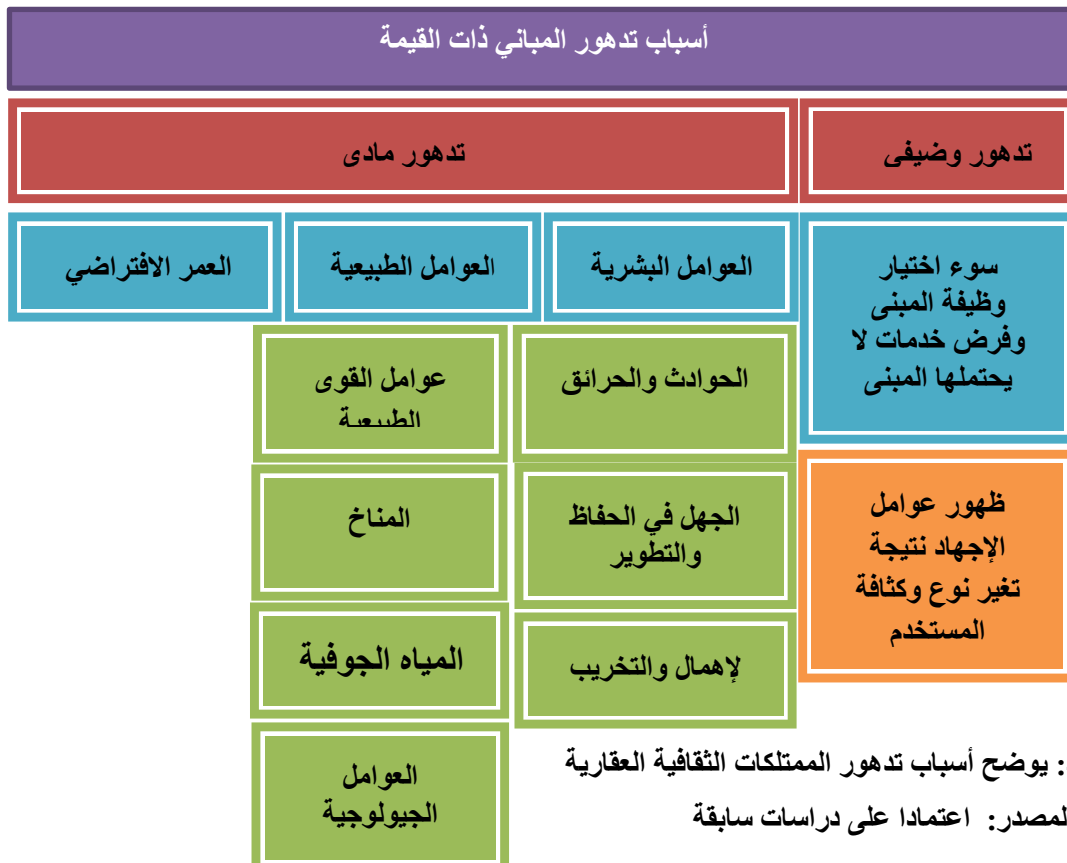 أسباب تدهور المباني ذات القيمة
تدهور وضيفى
تدهور مادى
سوء اختيار
وظيفة المبنى
وفرض خدمات لا
يحتملها المبنى
العوامل البشرية
العوامل الطبيعية
العمر الافتراضي
ظهور عوامل
الإجهاد نتيجة
تغير نوع وكثافة
المستخدم
الحوادث والحرائق
الجهل في الحفاظ
والتطوير
لإهمال والتخريب
عوامل القوى
الطبيعية
المناخ
المياه الجوفية
العوامل
الجيولوجية
: يوضح أسباب تدهور الممتلكات الثقافية العقارية
لمصدر: اعتمادا على دراسات سابقة